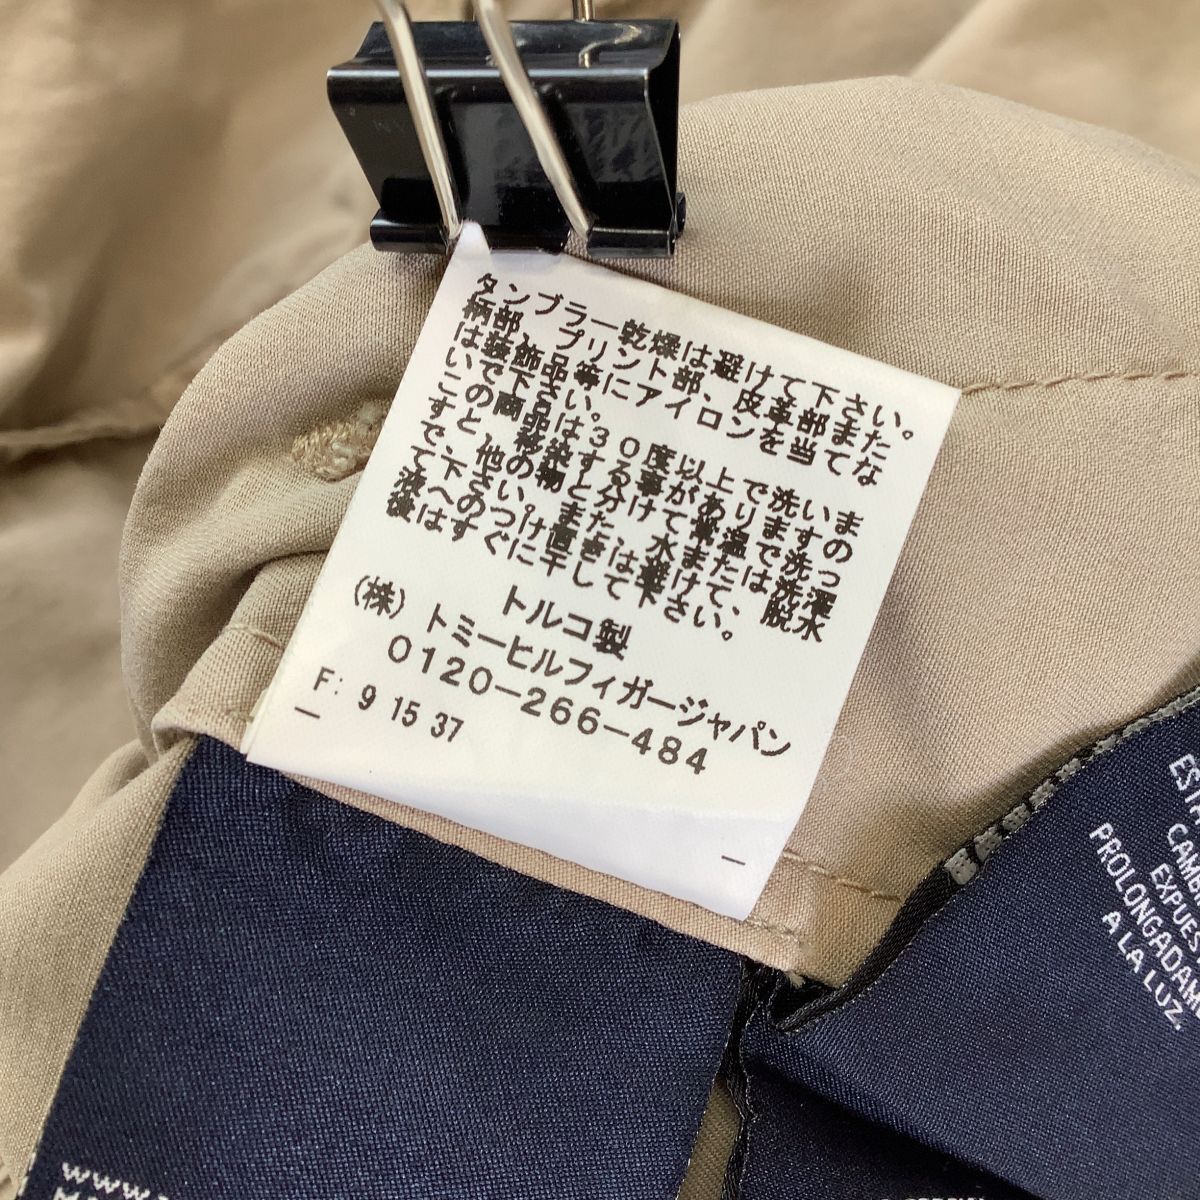 タンブラー乾燥は避けて下さい。
柄部、プリント部、皮革部また
は装飾品等にアイロンを当てな
いで下さい。
この商品は30度以上で洗いま
すと、移染する事がありますの
で、他の物と分けて常温で洗っ
て下さい。また、水または洗濯
液へのつけ置きは避けて、脱水
後はすぐに干して下さい。
トルコ製
(株)トミーヒルフィガージャパン
0120-266-484
F: 9 15 37
EXPUES
PROLONGADAM
A LA LUZ.
www.